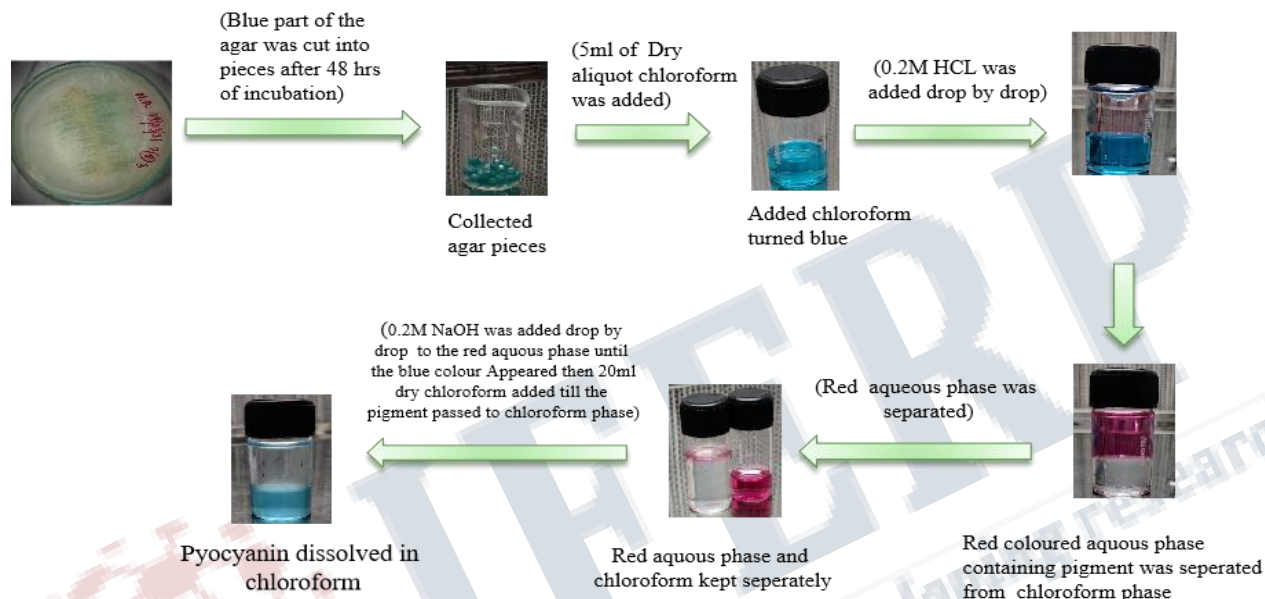 (Blue part of the
agar was cut into
pieces after 48 hrs
of incubation)
(5ml of Dry
aliquot chloroform
was added)
(0.2M HCL was
added drop by drop)
Collected
agar pieces
Added chloroform
turned blue
Red coloured aquous phase
containing pigment was seperated
from chloroform phase
(Red aqueous phase was
separated)
Red aquous phase and
chloroform kept seperately
(0.2M NaOH was added drop by
drop to the red aquous phase until
the blue colour Appeared then 20ml
dry chloroform added till the
pigment passed to chloroform phase)
Pyocyanin dissolved in
chloroform
IFERP